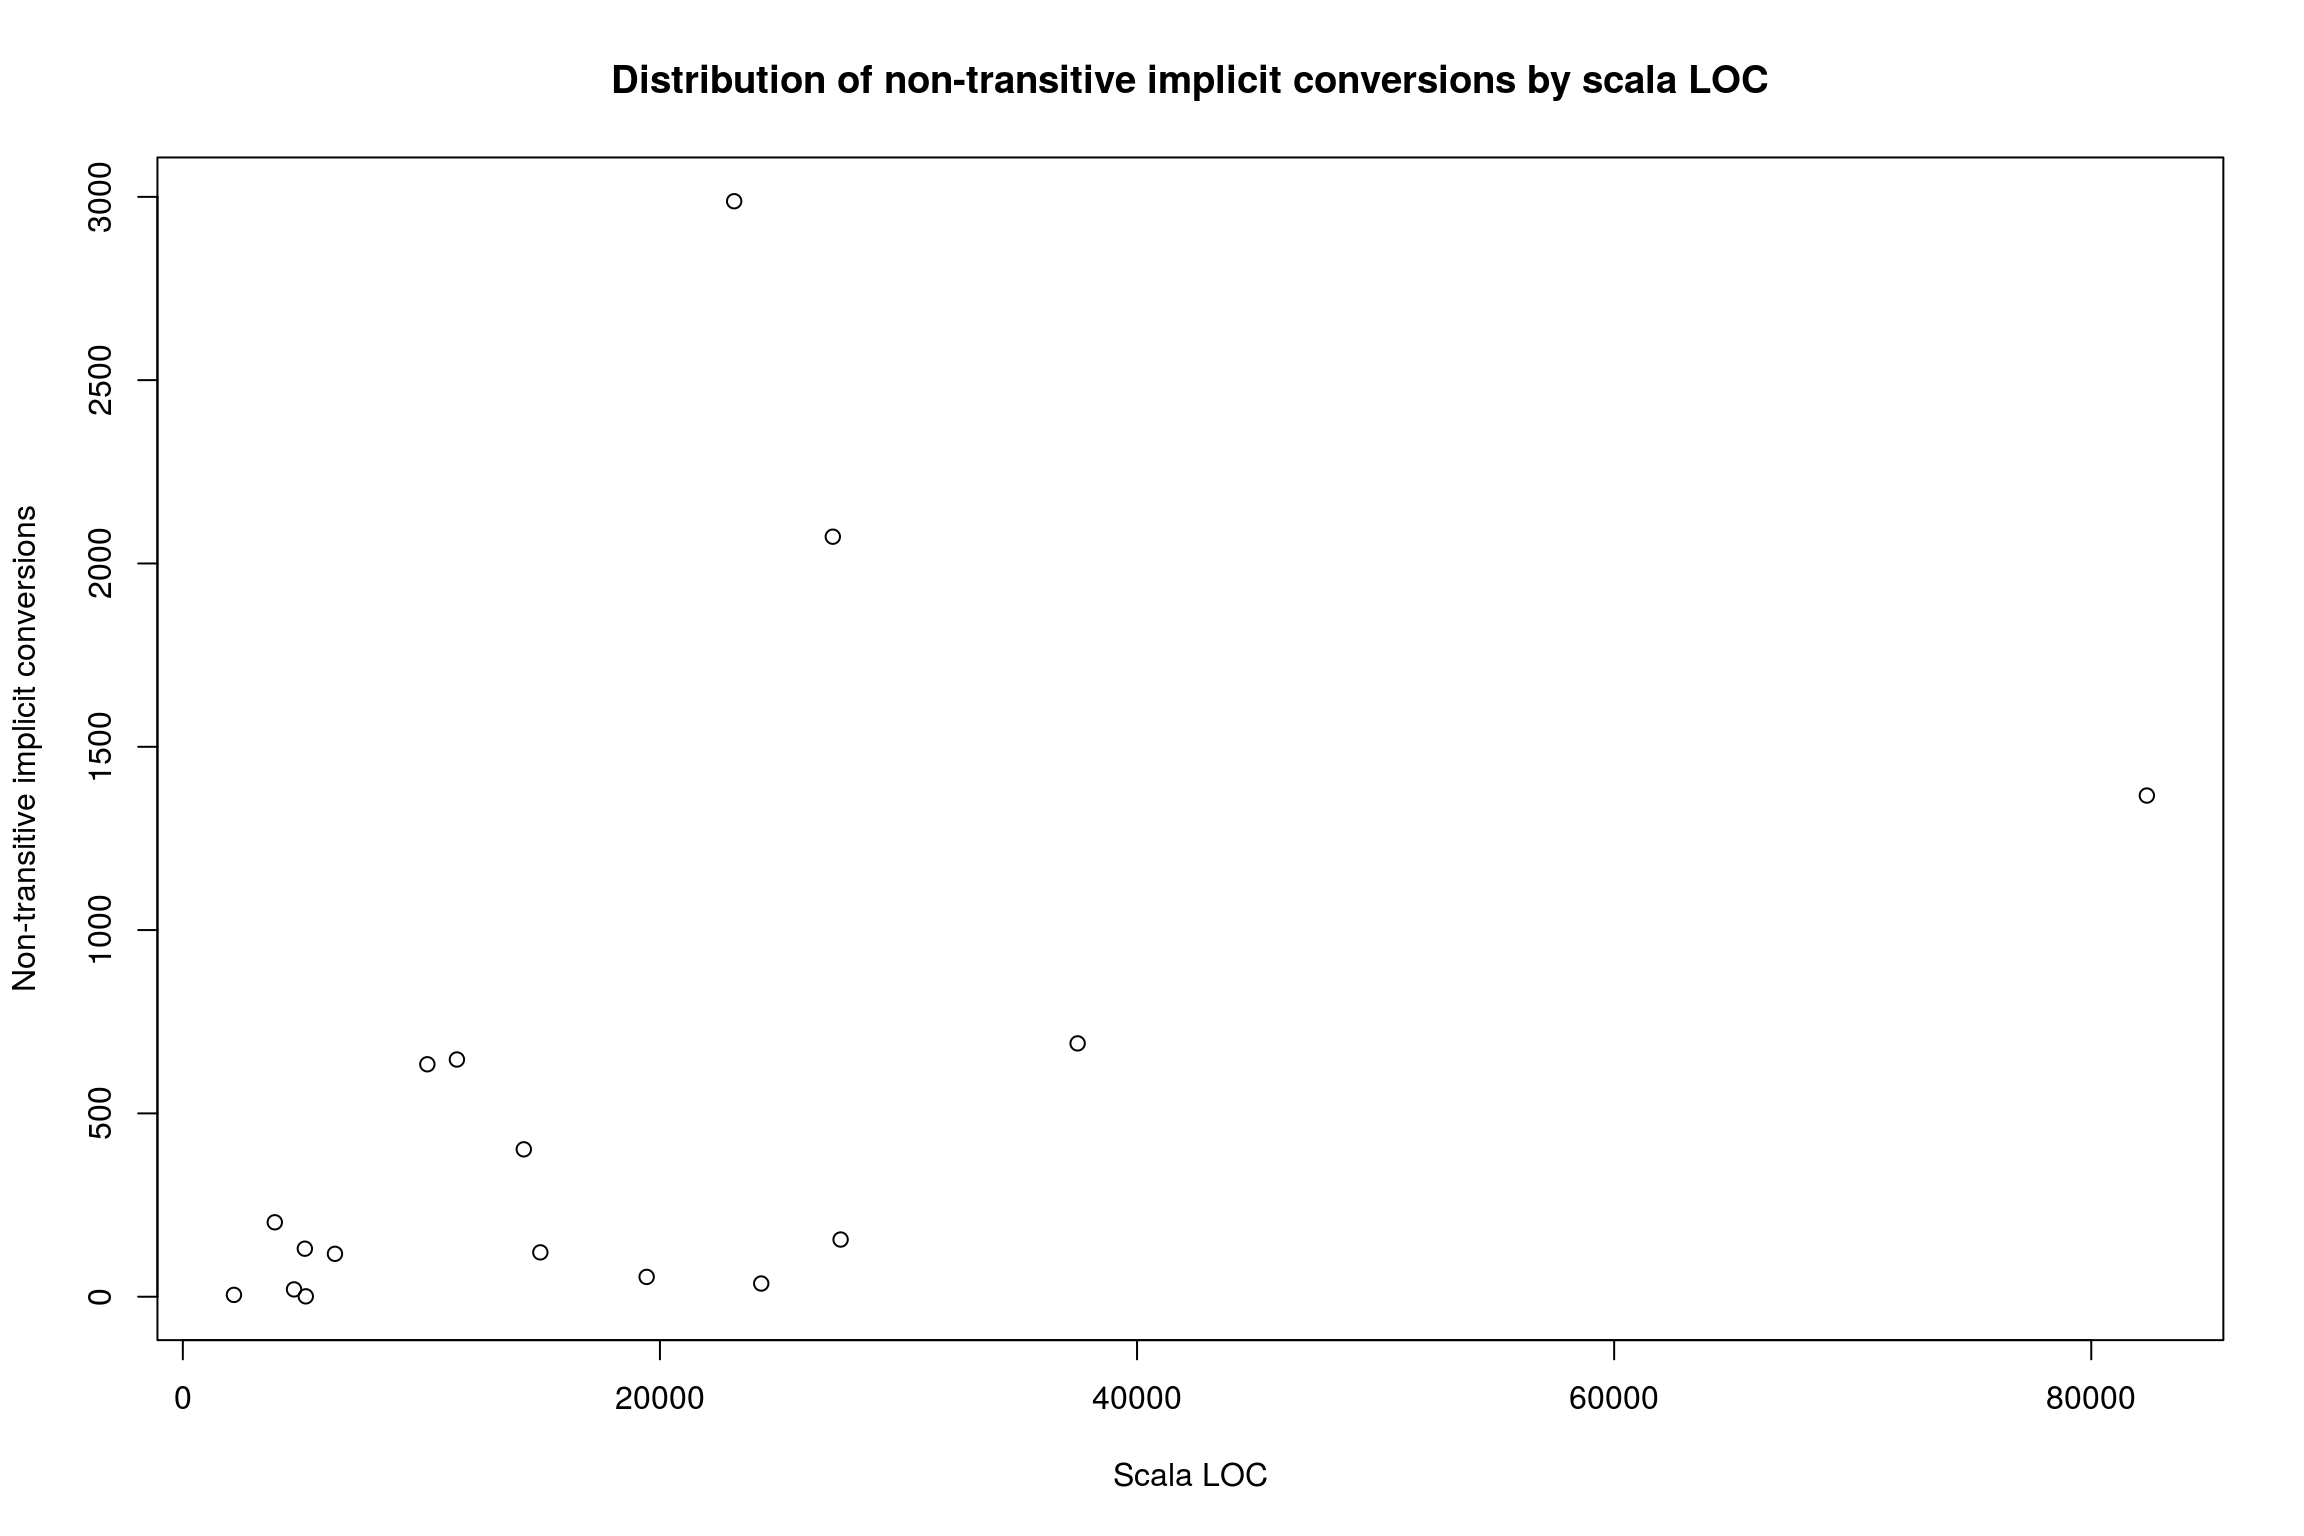 Distribution of non-transitive implicit conversions by scala LOC
Non-transitive implicit conversions
3000
2500
2000
1500
1000
500
0
0 20000 40000 60000 80000
Scala LOC